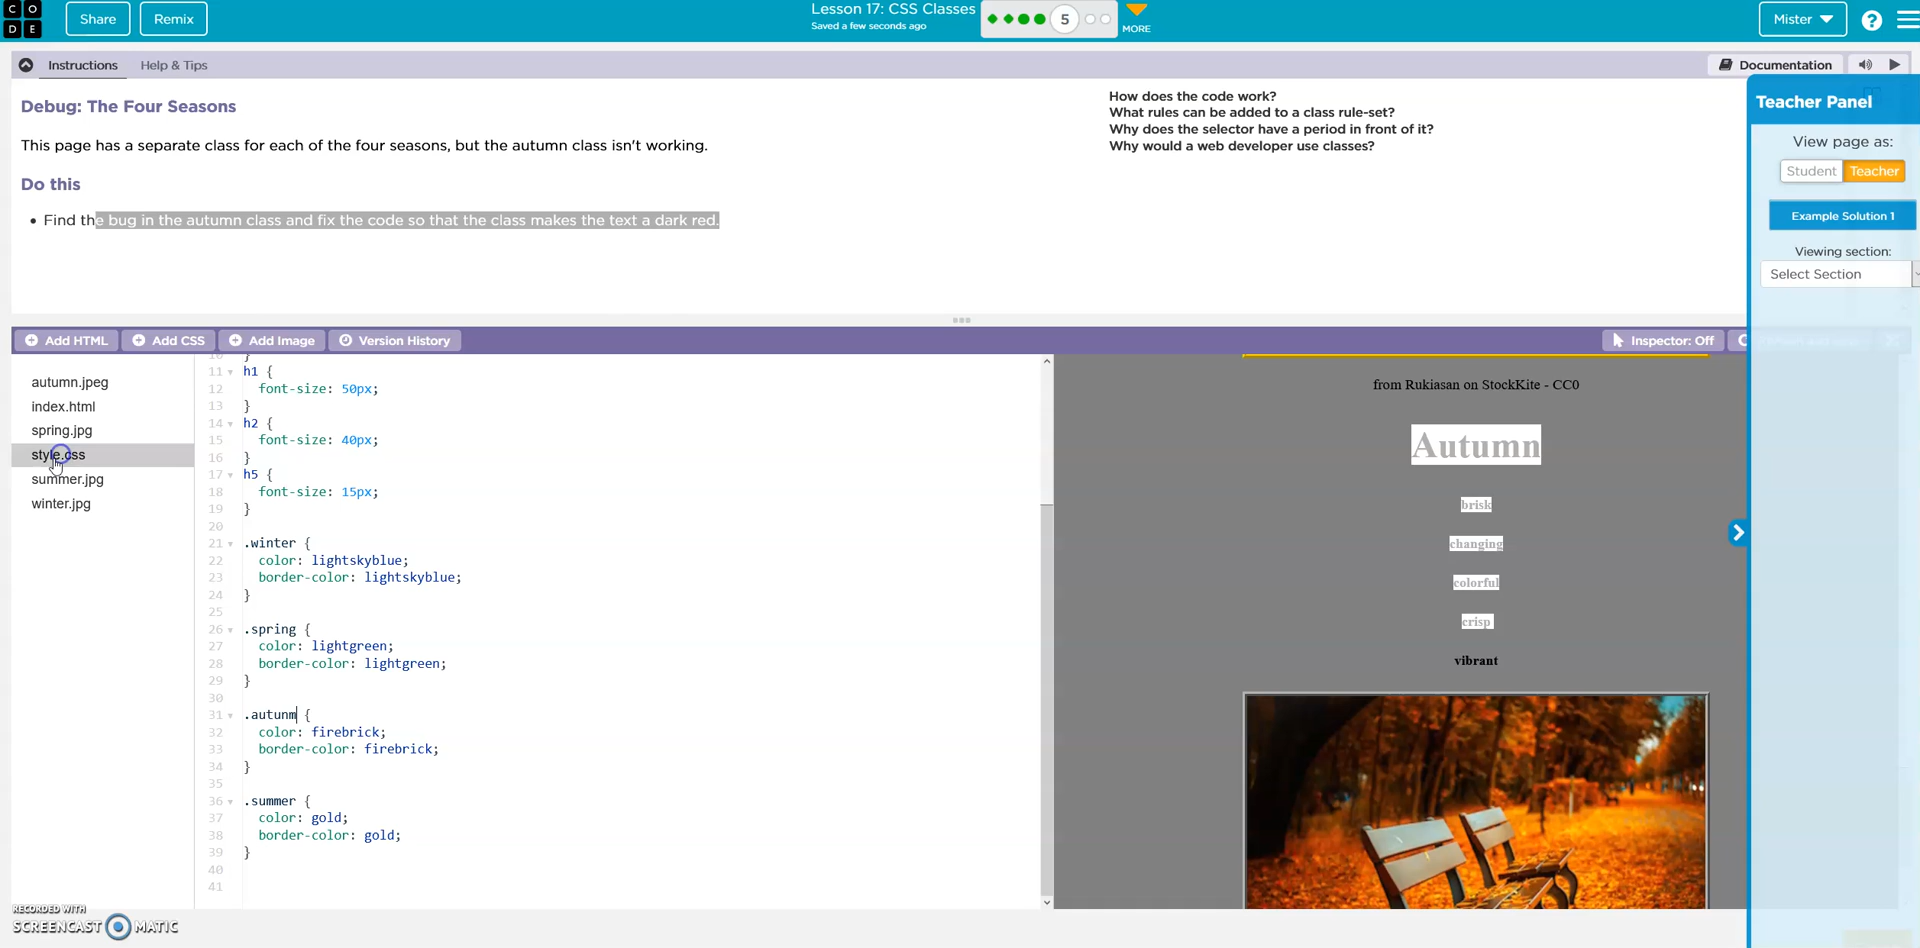 CODE
Share
Remix
Lesson 17: CSS Classes
Saved a few seconds ago
5
MORE
Mister
?
Instructions
Help & Tips
Documentation
Debug: The Four Seasons
This page has a separate class for each of the four seasons, but the autumn class isn't working.
Do this
• Find the bug in the autumn class and fix the code so that the class makes the text a dark red.
How does the code work?
What rules can be added to a class rule-set?
Why does the selector have a period in front of it?
Why would a web developer use classes?
Teacher Panel
View page as:
Student
Teacher
Example Solution 1
Viewing section:
Select Section
Add HTML
Add CSS
Add Image
Version History
Inspector: Off
autumn.jpeg
index.html
spring.jpg
style.css
summer.jpg
winter.jpg
10 }
11 h1 {
12 font-size: 50px;
13 }
14 h2 {
15 font-size: 40px;
16 }
17 h5 {
18 font-size: 15px;
19 }
20
21 .winter {
22 color: lightskyblue;
23 border-color: lightskyblue;
24 }
25
26 .spring {
27 color: lightgreen;
28 border-color: lightgreen;
29 }
30
31 .autunm {
32 color: firebrick;
33 border-color: firebrick;
34 }
35
36 .summer {
37 color: gold;
38 border-color: gold;
39 }
40
41
from Rukiasan on StockKite - CC0
Autumn
brisk
changing
colorful
crisp
vibrant
RECORDED WITH
SCREENCAST MATIC